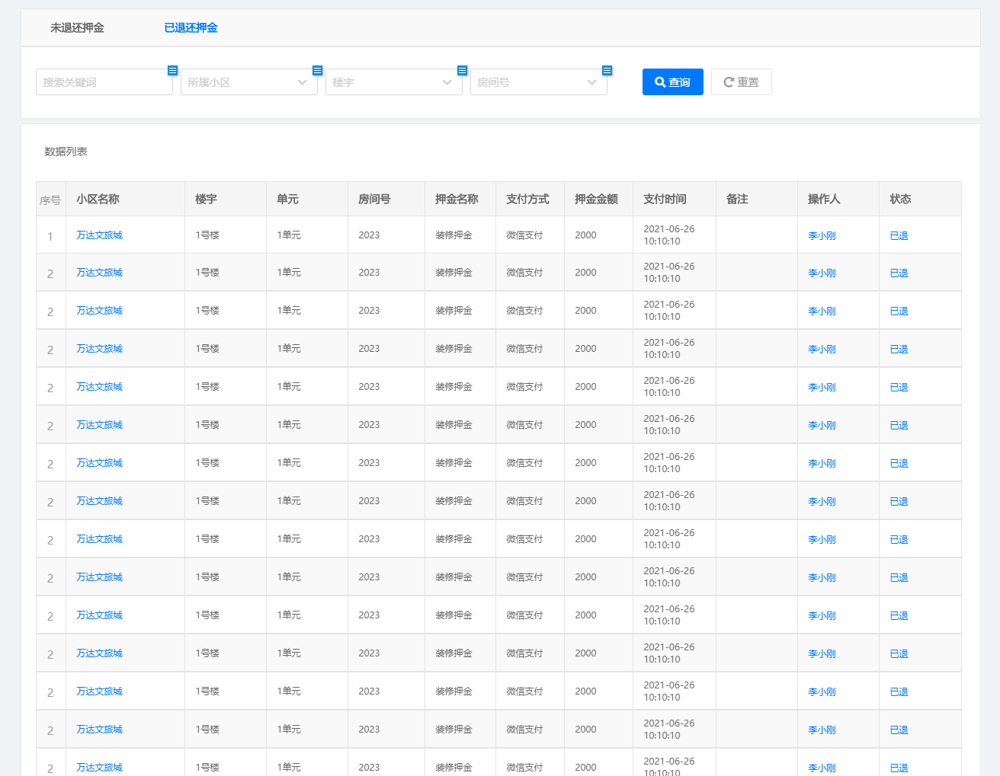 未退还押金 已退还押金
搜索关键词 所属小区 楼宇 房间号 查询 重置
数据列表
序号 小区名称 楼宇 单元 房间号 押金名称 支付方式 押金金额 支付时间 备注 操作人 状态
1 万达文旅城 1号楼 1单元 2023 装修押金 微信支付 2000 2021-06-26 10:10:10 李小刚 已退
2 万达文旅城 1号楼 1单元 2023 装修押金 微信支付 2000 2021-06-26 10:10:10 李小刚 已退
2 万达文旅城 1号楼 1单元 2023 装修押金 微信支付 2000 2021-06-26 10:10:10 李小刚 已退
2 万达文旅城 1号楼 1单元 2023 装修押金 微信支付 2000 2021-06-26 10:10:10 李小刚 已退
2 万达文旅城 1号楼 1单元 2023 装修押金 微信支付 2000 2021-06-26 10:10:10 李小刚 已退
2 万达文旅城 1号楼 1单元 2023 装修押金 微信支付 2000 2021-06-26 10:10:10 李小刚 已退
2 万达文旅城 1号楼 1单元 2023 装修押金 微信支付 2000 2021-06-26 10:10:10 李小刚 已退
2 万达文旅城 1号楼 1单元 2023 装修押金 微信支付 2000 2021-06-26 10:10:10 李小刚 已退
2 万达文旅城 1号楼 1单元 2023 装修押金 微信支付 2000 2021-06-26 10:10:10 李小刚 已退
2 万达文旅城 1号楼 1单元 2023 装修押金 微信支付 2000 2021-06-26 10:10:10 李小刚 已退
2 万达文旅城 1号楼 1单元 2023 装修押金 微信支付 2000 2021-06-26 10:10:10 李小刚 已退
2 万达文旅城 1号楼 1单元 2023 装修押金 微信支付 2000 2021-06-26 10:10:10 李小刚 已退
2 万达文旅城 1号楼 1单元 2023 装修押金 微信支付 2000 2021-06-26 10:10:10 李小刚 已退
2 万达文旅城 1号楼 1单元 2023 装修押金 微信支付 2000 2021-06-26 10:10:10 李小刚 已退
2 万达文旅城 1号楼 1单元 2023 装修押金 微信支付 2000 2021-06-26 10:10:10 李小刚 已退